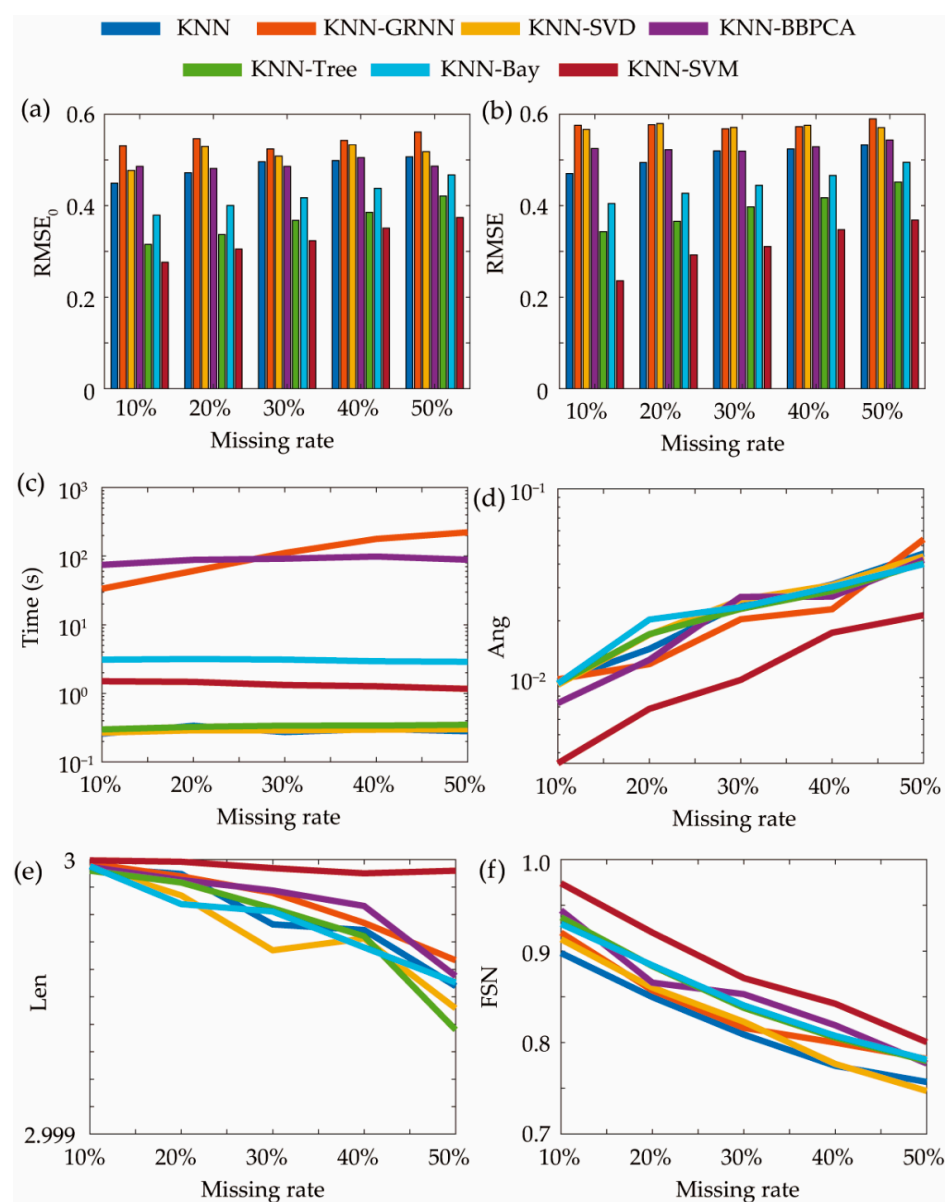 KNN KNN-GRNN KNN-SVD KNN-BBPCA
KNN-Tree KNN-Bay KNN-SVM
(a)
0.6
0.4
0.2
0
RMSE₀
10% 20% 30% 40% 50%
Missing rate
(b)
0.6
0.4
0.2
0
RMSE
10% 20% 30% 40% 50%
Missing rate
(c)
10³
10²
10¹
10⁰
10⁻¹
Time (s)
10% 20% 30% 40% 50%
Missing rate
(d)
10⁻¹
10⁻²
Ang
10% 20% 30% 40% 50%
Missing rate
(e)
3
2.999
Len
10% 20% 30% 40% 50%
Missing rate
(f)
1.0
0.9
0.8
0.7
FSN
10% 20% 30% 40% 50%
Missing rate